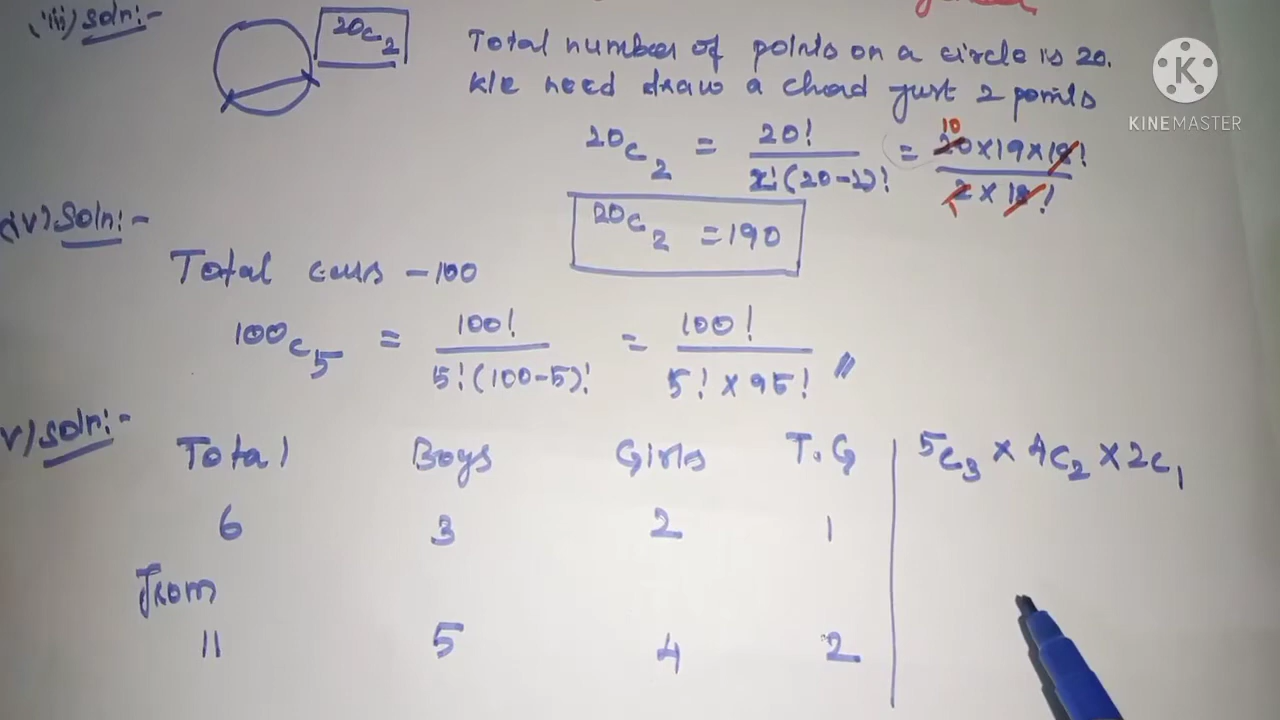 (iii) Soln:-
20C2
Total number of points on a circle is 20.
We need draw a chord just 2 points
20C2 = 20! / 2!(20-2)! = 20×19×18! / 2×18!
10
1
20C2 = 190
(iv) Soln:-
Total cars - 100
100C5 = 100! / 5!(100-5)! = 100! / 5!×95! //
v) Soln:-
Total Boys Girls T.G 5C3 × 4C2 × 2C1
6 3 2 1
from
11 5 4 2
K
KINEMASTER